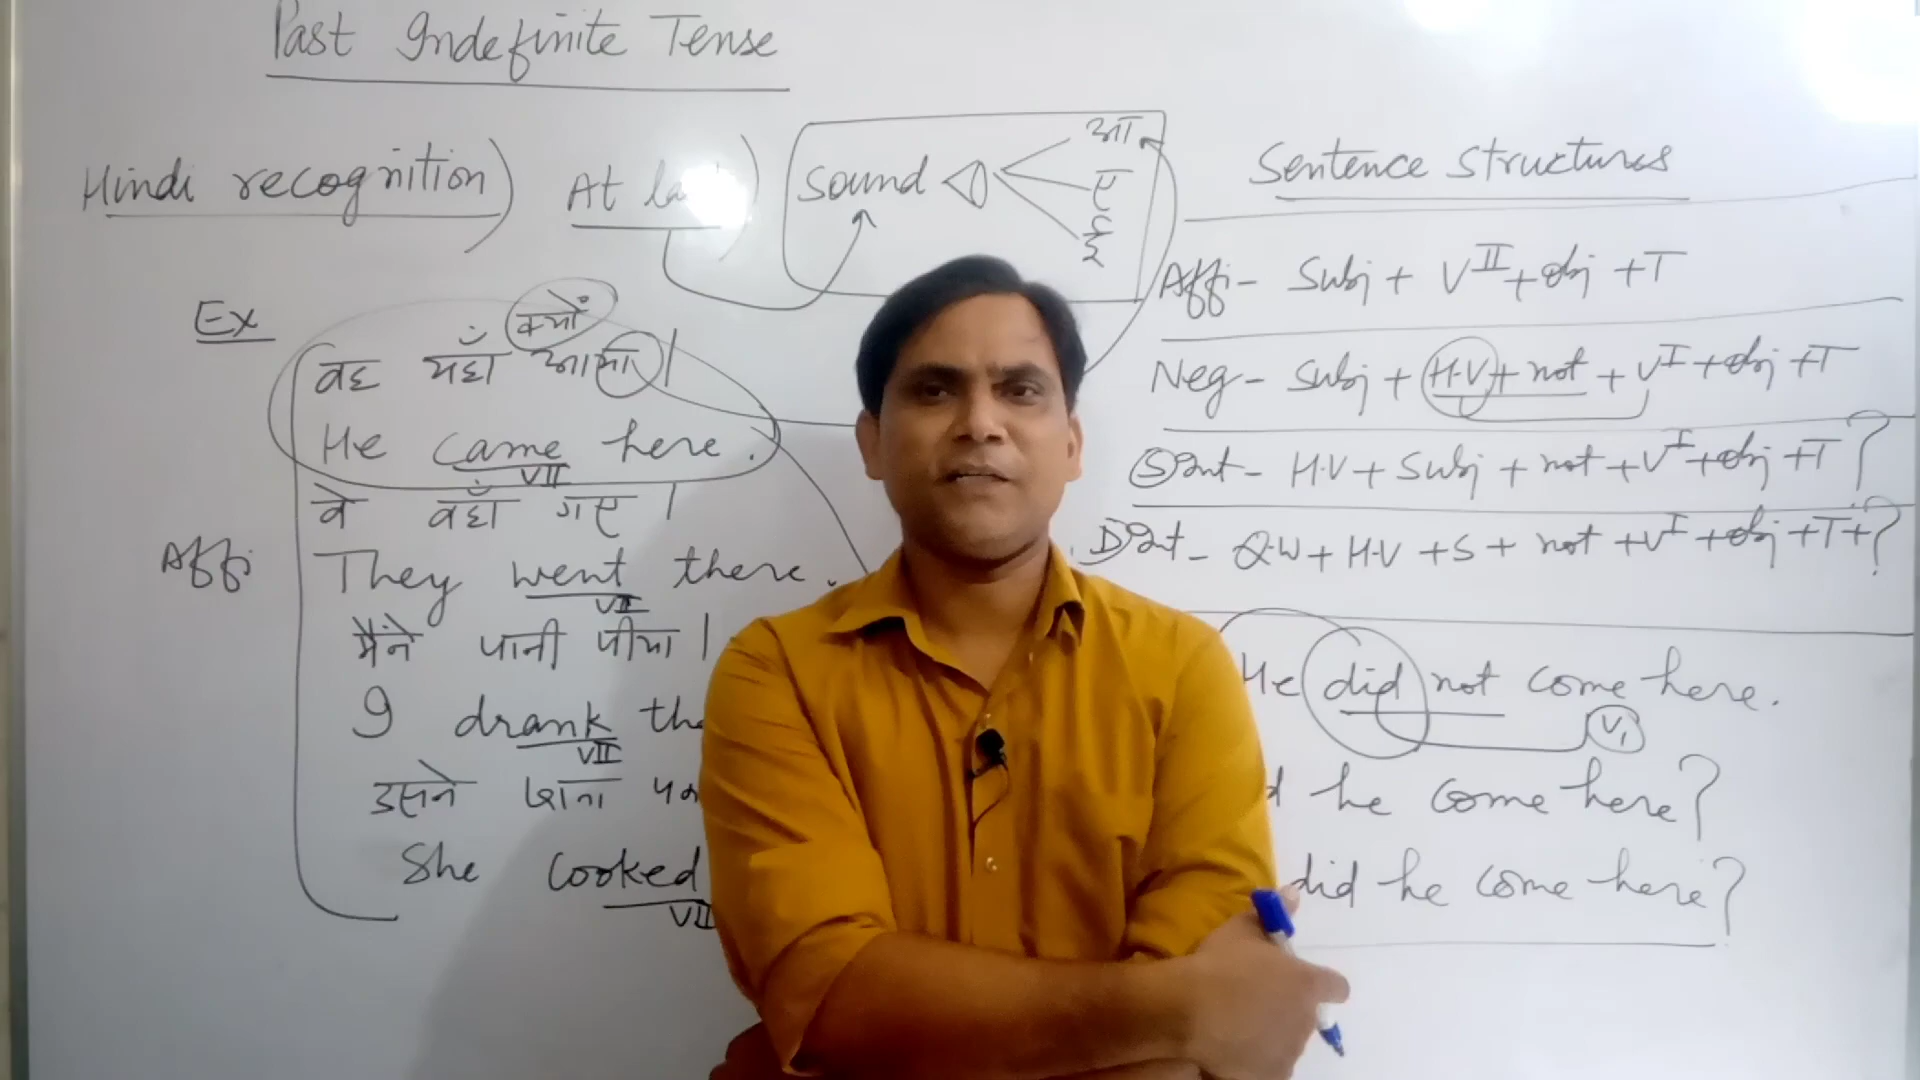 Past Indefinite Tense
Hindi recognition) At la )
Sound
आ
ए
ई
Ex
क्यों
वह यहाँ आया।
He came here.
VII
वे वहाँ गए।
Affi
They went there.
VII
मैंने पानी पीया।
I drank the
VII
उसने खाना
She cooked
VII
Sentence Structures
Affi- Subj + VII + obj + T
Neg- Subj + H.V + not + VI + obj + T
S Int- H.V + Subj + not + VI + obj + T ?
D Int- Q.W + H.V + S + not + VI + obj + T + ?
He did not come here.
V1
he come here?
did he come here?